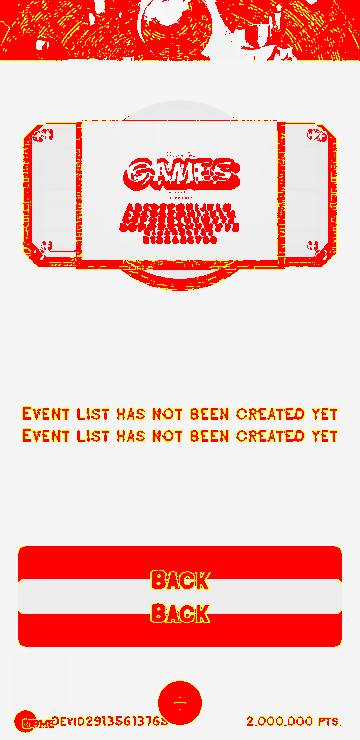 GAMES
EVENT LIST HAS NOT BEEN CREATED YET
EVENT LIST HAS NOT BEEN CREATED YET
BACK
BACK
DEVID29135613768 2.000.000 PTS.